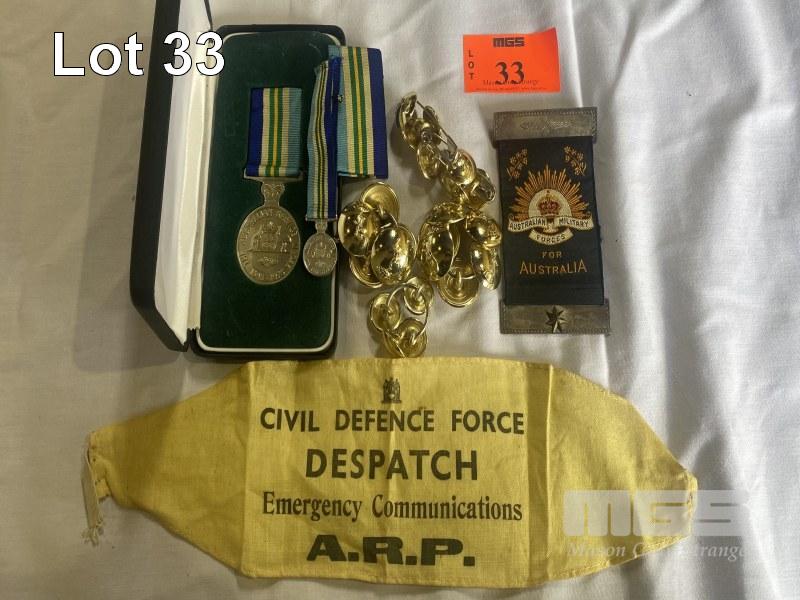 Lot 33
MGS
LOT
33
AUSTRALIAN MILITARY
FORCES
FOR
AUSTRALIA
CIVIL DEFENCE FORCE
DESPATCH
Emergency Communications
A.R.P.
MGS